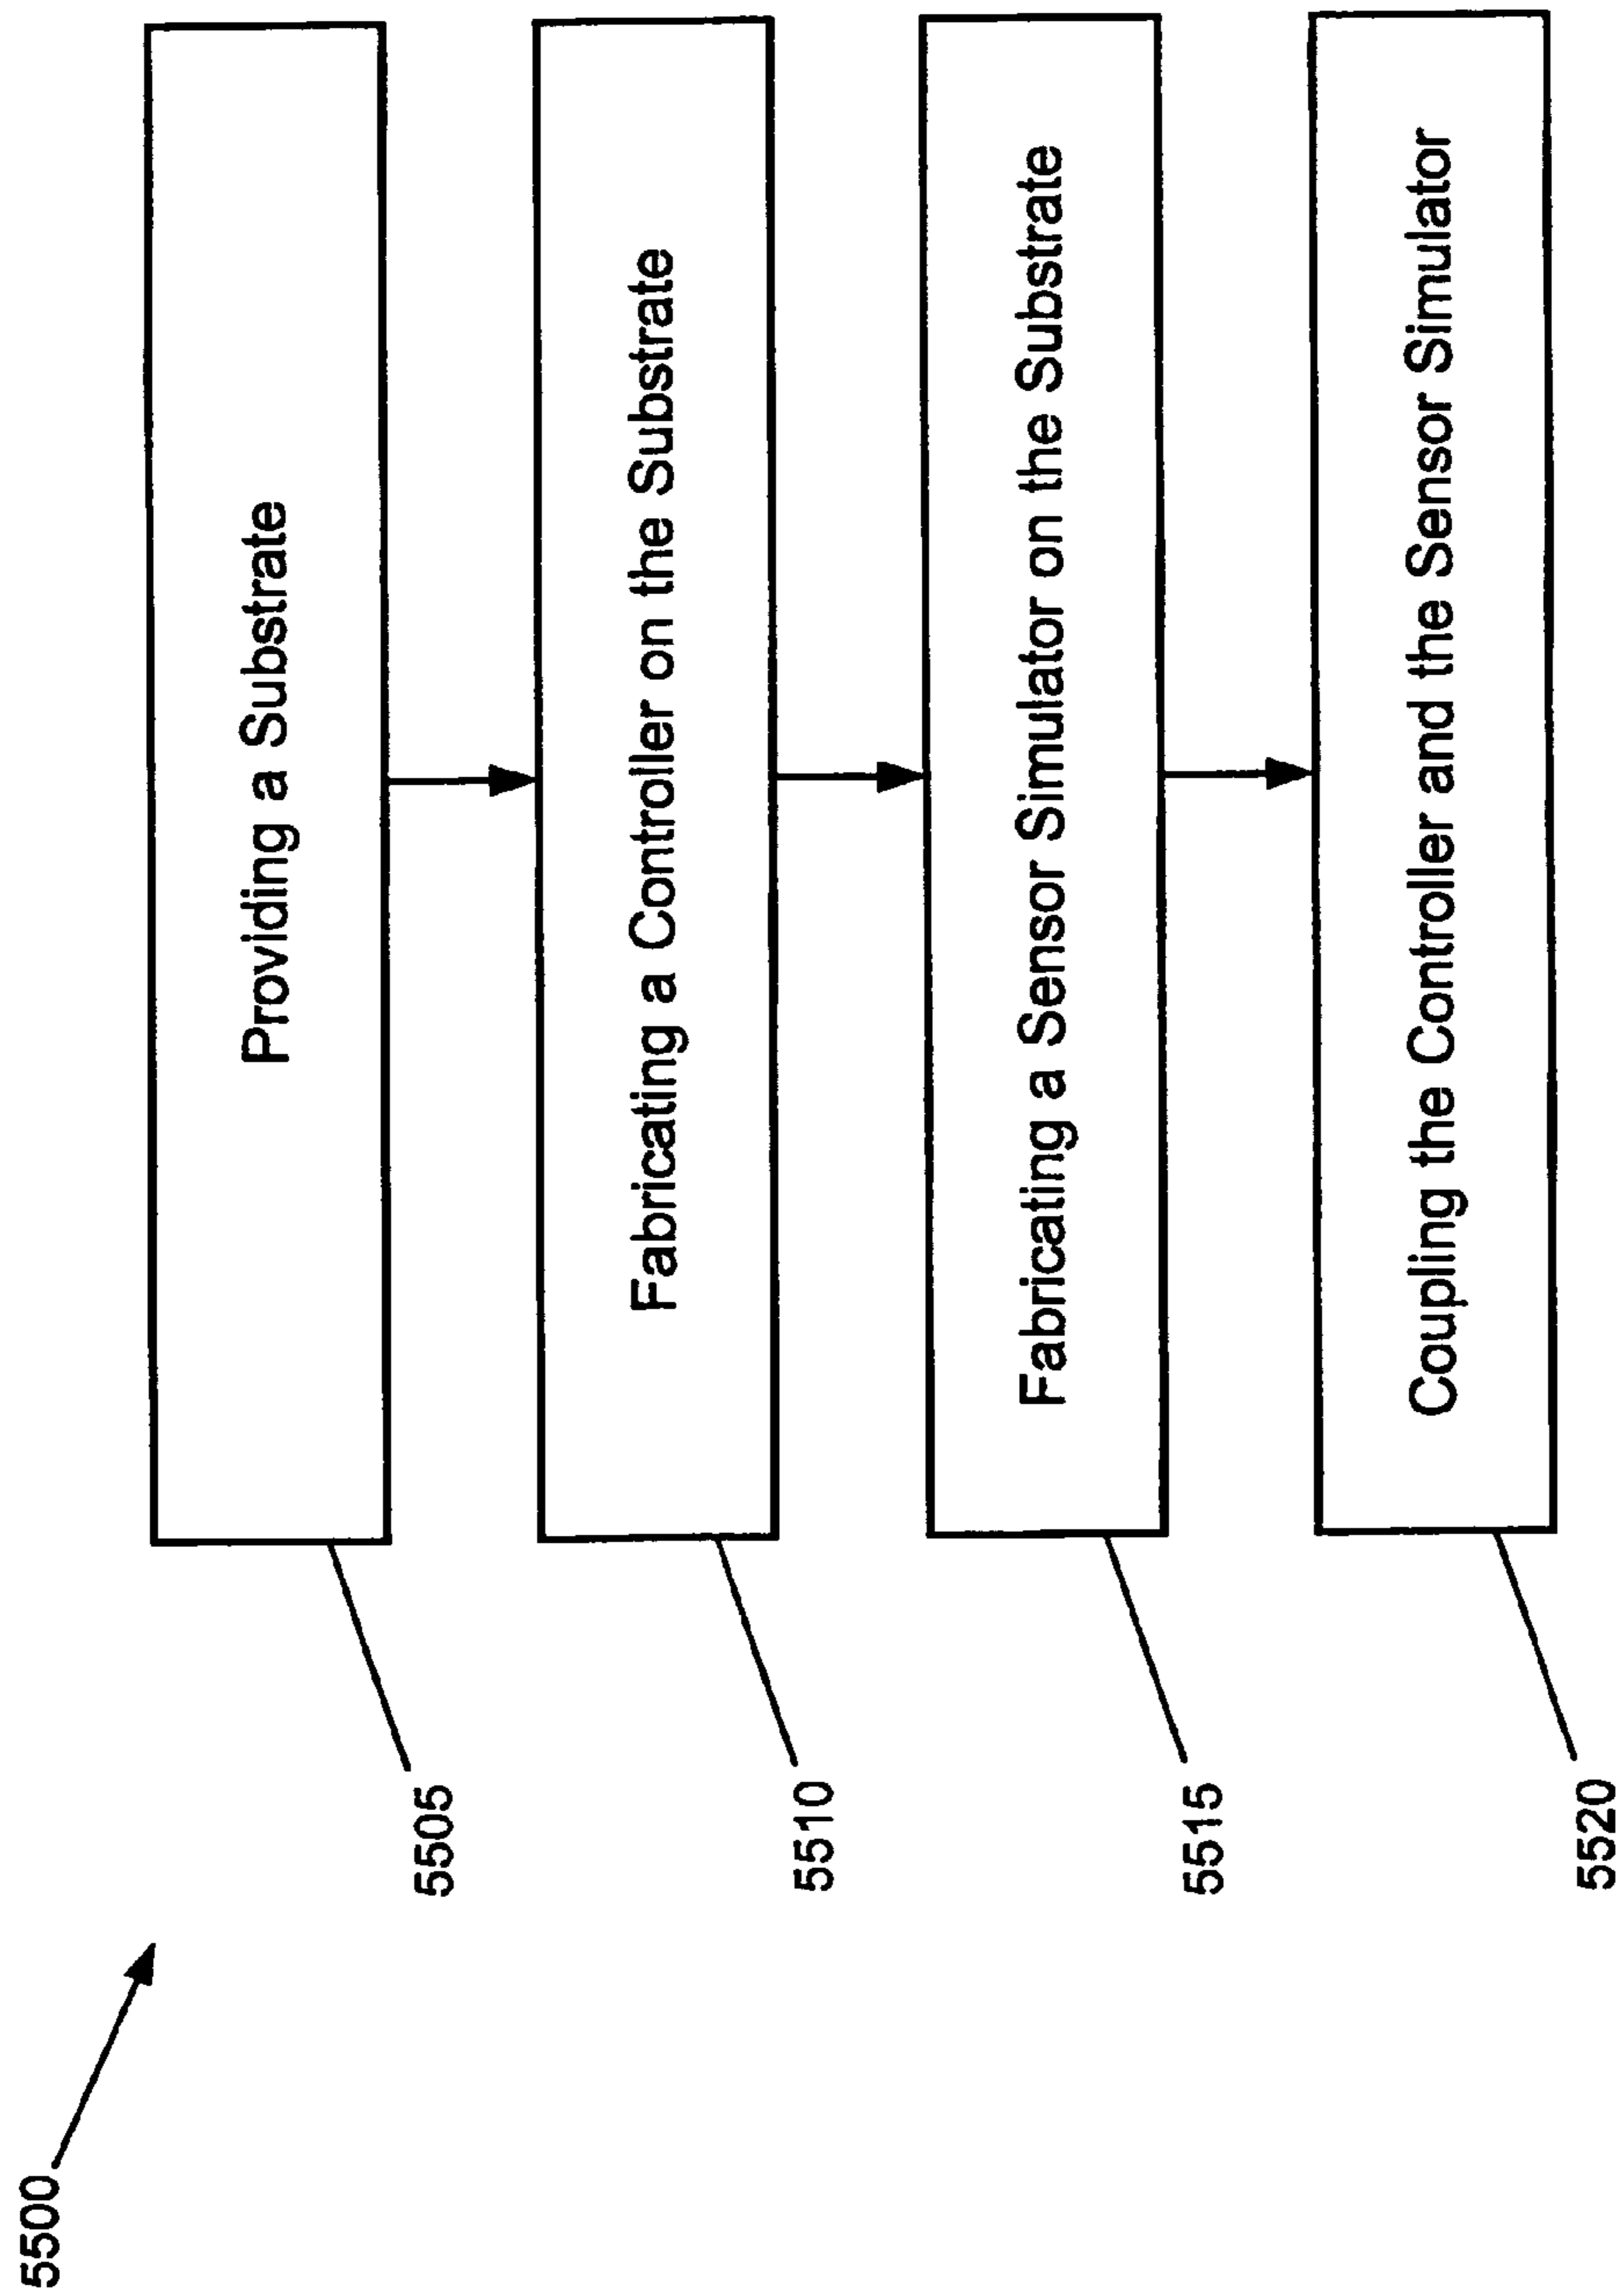 5500
Providing a Substrate
5505
Fabricating a Controller on the Substrate
5510
Fabricating a Sensor Simulator on the Substrate
5515
Coupling the Controller and the Sensor Simulator
5520